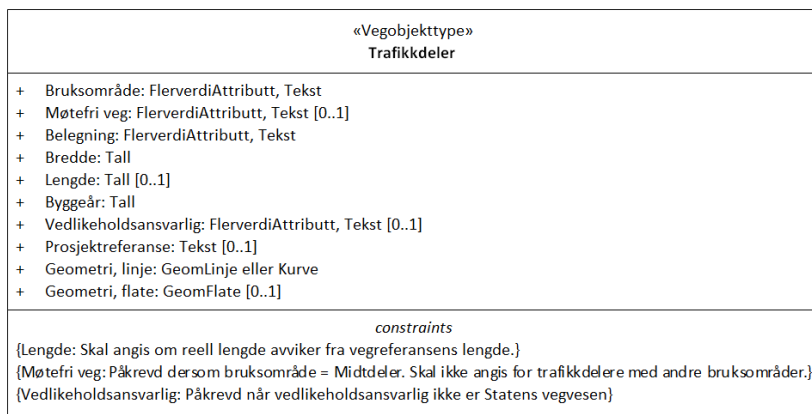 «Vegobjekttype»
Trafikkdeler
+ Bruksområde: FlerverdiAttributt, Tekst
+ Møtefri veg: FlerverdiAttributt, Tekst [0..1]
+ Belegning: FlerverdiAttributt, Tekst
+ Bredde: Tall
+ Lengde: Tall [0..1]
+ Byggeår: Tall
+ Vedlikeholdsansvarlig: FlerverdiAttributt, Tekst [0..1]
+ Prosjektreferanse: Tekst [0..1]
+ Geometri, linje: GeomLinje eller Kurve
+ Geometri, flate: GeomFlate [0..1]
constraints
{Lengde: Skal angis om reell lengde avviker fra vegreferansens lengde.}
{Møtefri veg: Påkrevd dersom bruksområde = Midtdeler. Skal ikke angis for trafikkdelere med andre bruksområder.}
{Vedlikeholdsansvarlig: Påkrevd når vedlikeholdsansvarlig ikke er Statens vegvesen}